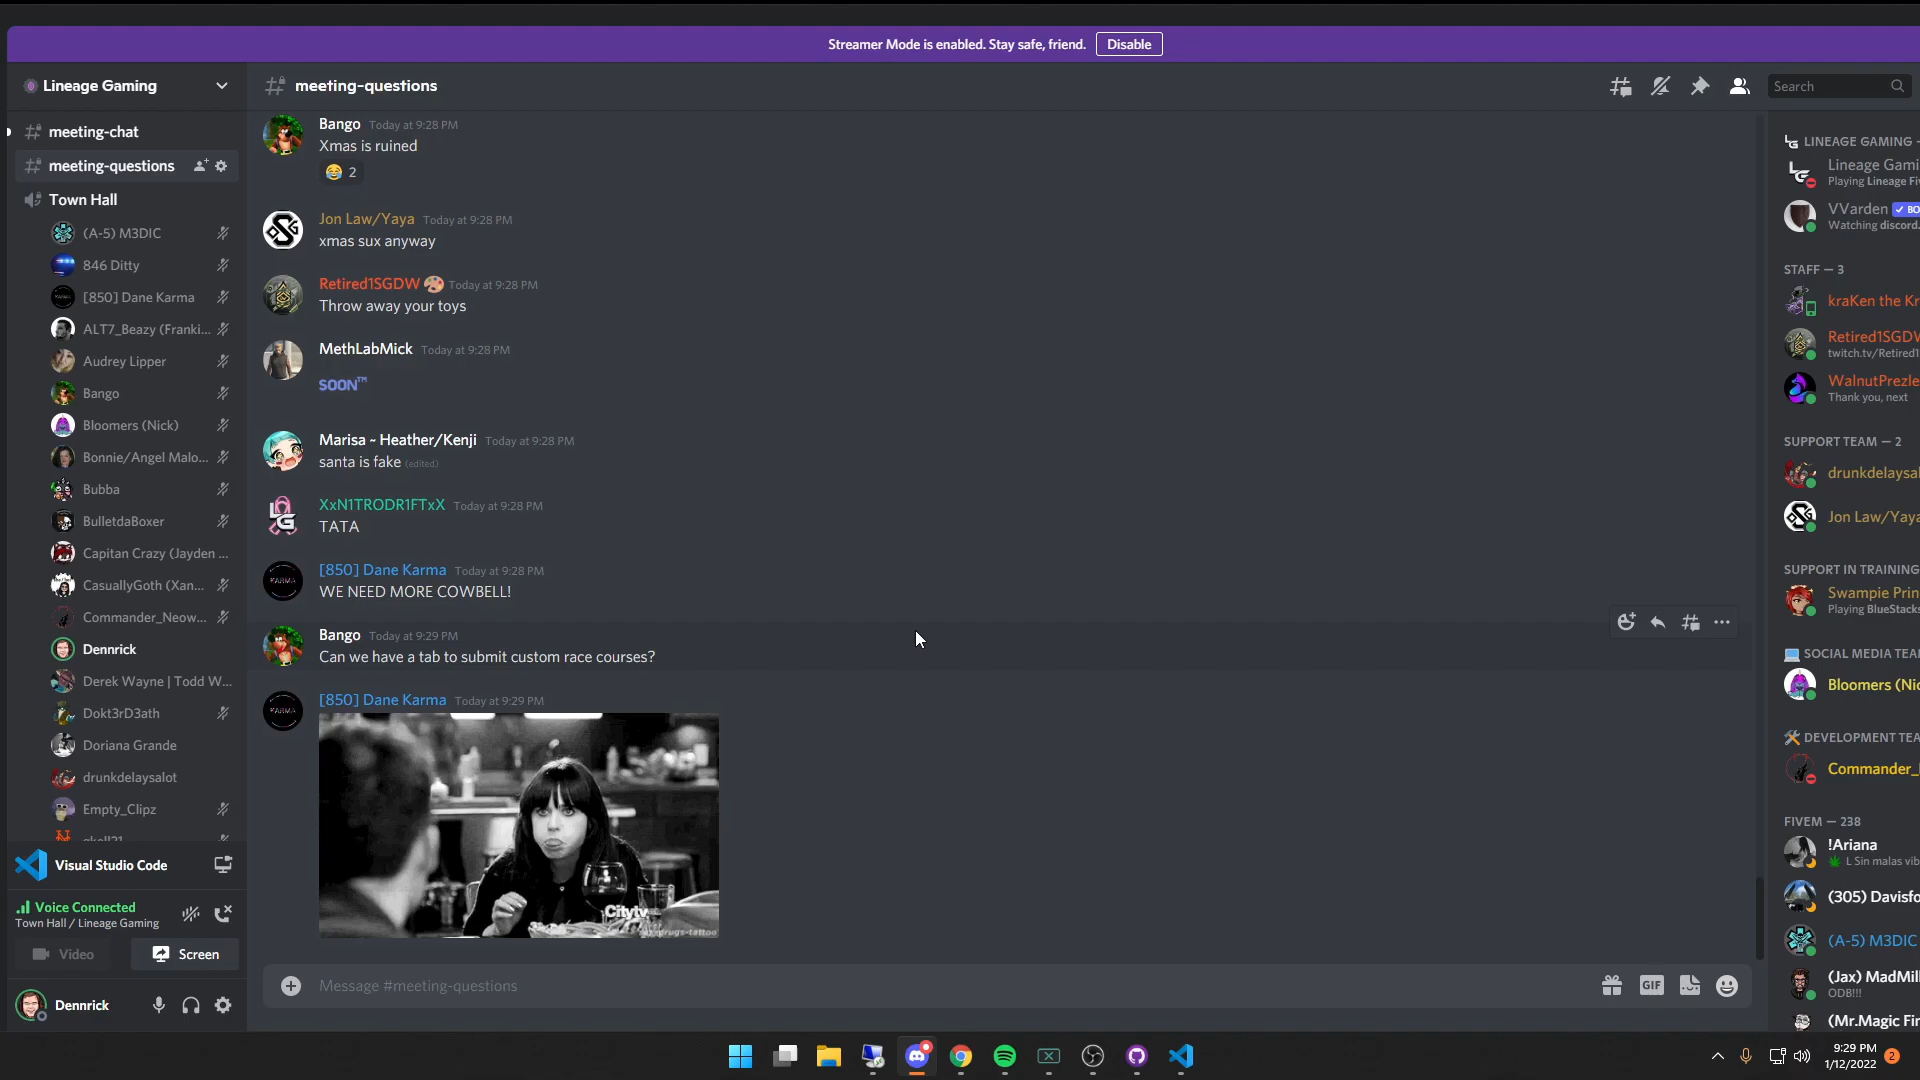 Streamer Mode is enabled. Stay safe, friend. Disable
Lineage Gaming
meeting-chat
meeting-questions
Town Hall
(A-5) M3DIC
846 Ditty
[850] Dane Karma
ALT7_Beazy (Franki...
Audrey Lipper
Bango
Bloomers (Nick)
Bonnie/Angel Malo...
Bubba
BulletdaBoxer
Capitan Crazy (Jayden ...
CasuallyGoth (Xan...
Commander_Neow...
Dennrick
Derek Wayne | Todd W...
Dokt3rD3ath
Doriana Grande
drunkdelaysalot
Empty_Clipz
Visual Studio Code
Voice Connected
Town Hall / Lineage Gaming
Video
Screen
Dennrick
meeting-questions
Search
Bango Today at 9:28 PM
Xmas is ruined
2
Jon Law/Yaya Today at 9:28 PM
xmas sux anyway
Retired1SGDW Today at 9:28 PM
Throw away your toys
MethLabMick Today at 9:28 PM
SOON™
Marisa ~ Heather/Kenji Today at 9:28 PM
santa is fake (edited)
XxN1TRODR1FTxX Today at 9:28 PM
TATA
[850] Dane Karma Today at 9:28 PM
WE NEED MORE COWBELL!
Bango Today at 9:29 PM
Can we have a tab to submit custom race courses?
[850] Dane Karma Today at 9:29 PM
KARMA
Citytv
Message #meeting-questions
GIF
LINEAGE GAMING -
Lineage Gami
Playing Lineage Fi
VVarden BO
Watching discord.
STAFF — 3
kraKen the Kr
Retired1SGDW
twitch.tv/Retired1
WalnutPrezle
Thank you, next
SUPPORT TEAM — 2
drunkdelaysal
Jon Law/Yaya
SUPPORT IN TRAINING
Swampie Prin
Playing BlueStacks
SOCIAL MEDIA TEA
Bloomers (Nic
DEVELOPMENT TEA
Commander_
FIVEM — 238
!Ariana
L Sin malas vib
(305) Davisfo
(A-5) M3DIC
(Jax) MadMill
ODB!!!
(Mr.Magic Fir
9:29 PM
1/12/2022
2